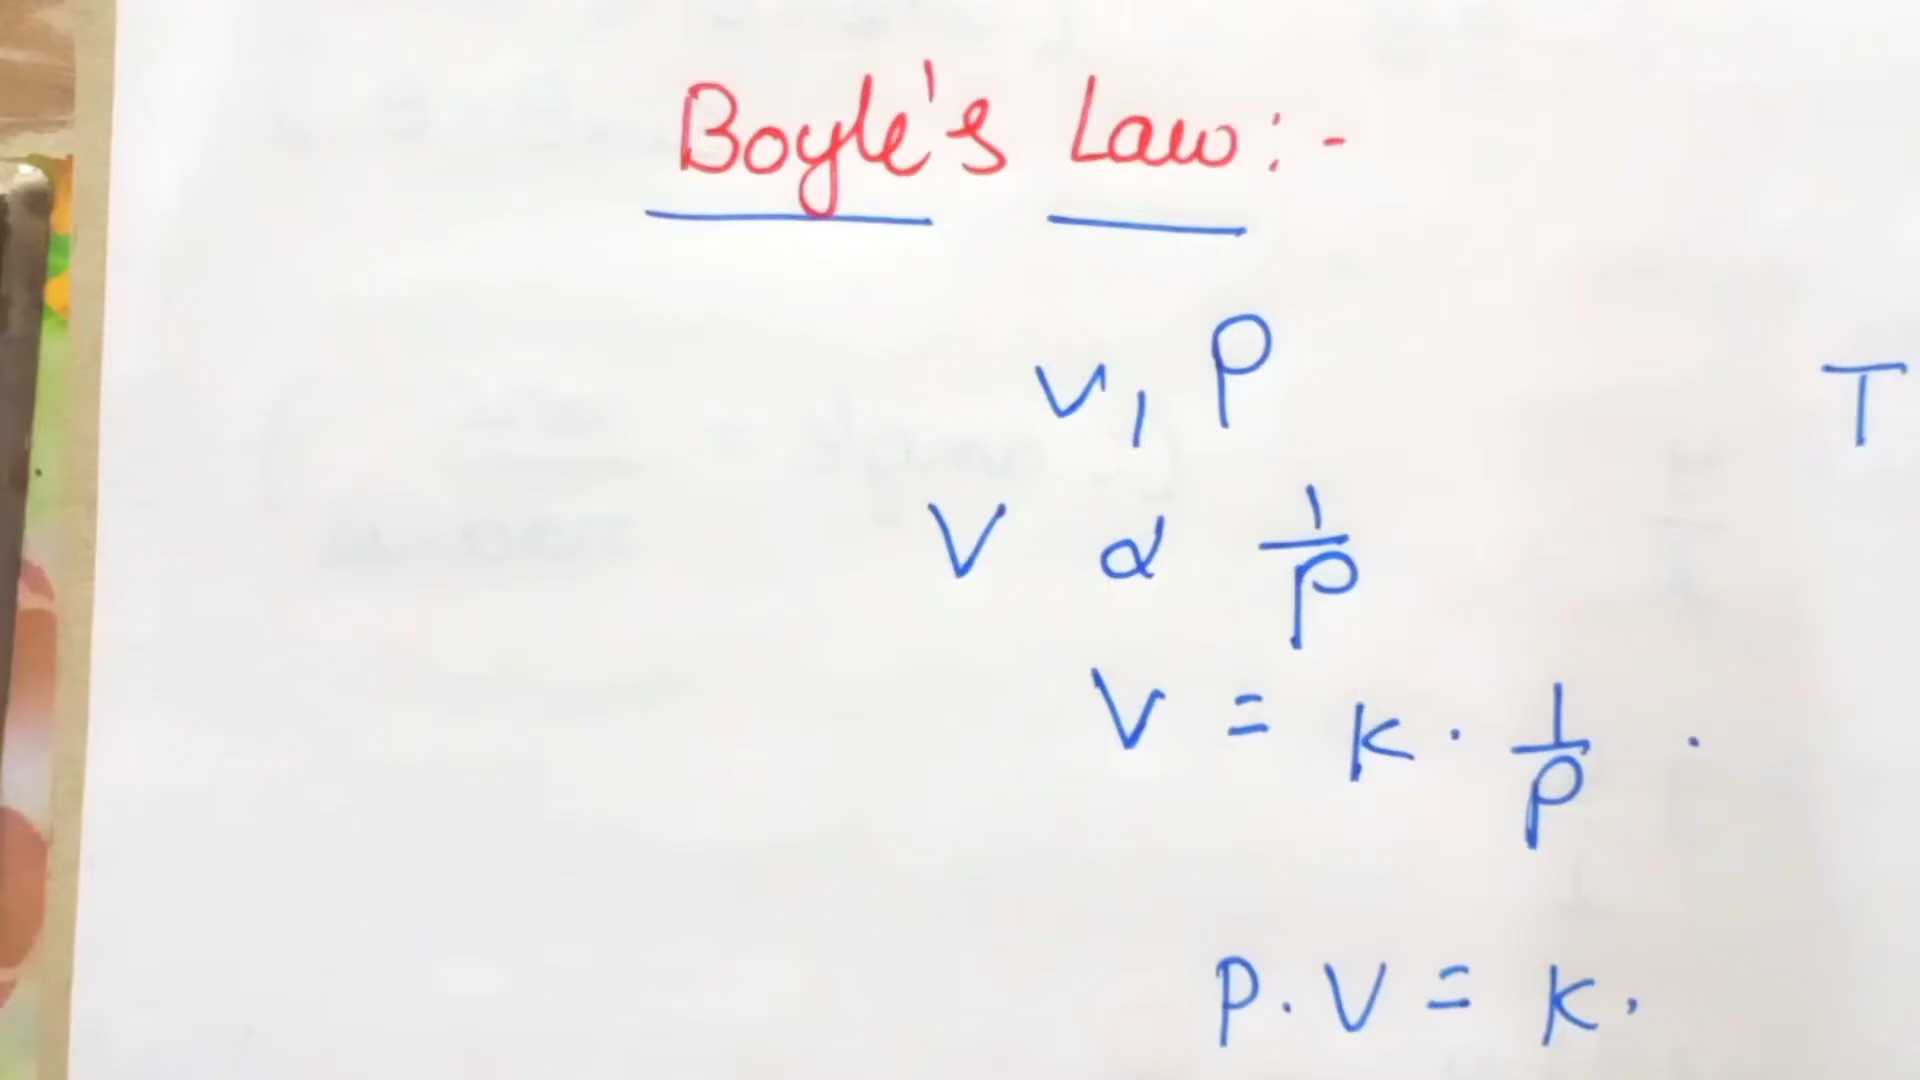 Boyle's Law:-
V, P T
V ∝ 1/P
V = K · 1/P .
P. V = K.